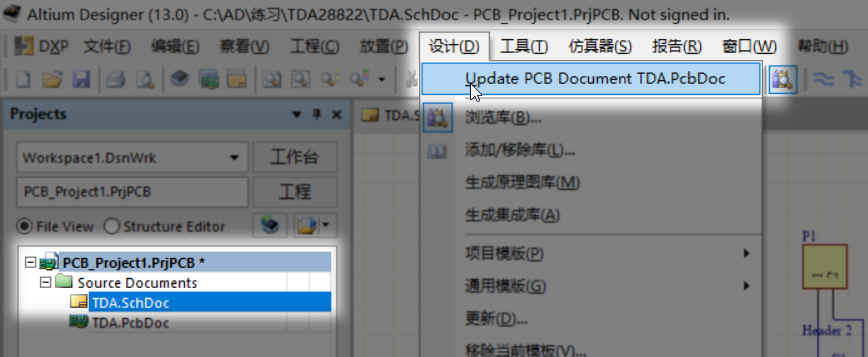 Altium Designer (13.0) - C:\AD\练习\TDA28822\TDA.SchDoc - PCB_Project1.PrjPCB. Not signed in.
DXP 文件(F) 编辑(E) 察看(V) 工程(C) 放置(P) 设计(D) 工具(T) 仿真器(S) 报告(R) 窗口(W) 帮助(H)
Update PCB Document TDA.PcbDoc
Projects
TDA.S
浏览库(B)...
Workspace1.DsnWrk 工作台
添加/移除库(L)...
PCB_Project1.PrjPCB 工程
生成原理图库(M)
File View Structure Editor
生成集成库(A)
P1
PCB_Project1.PrjPCB *
项目模版(P)
Source Documents
通用模版(G)
TDA.SchDoc
TDA.PcbDoc
更新(D)...
Header 2
移除当前模板(V)...